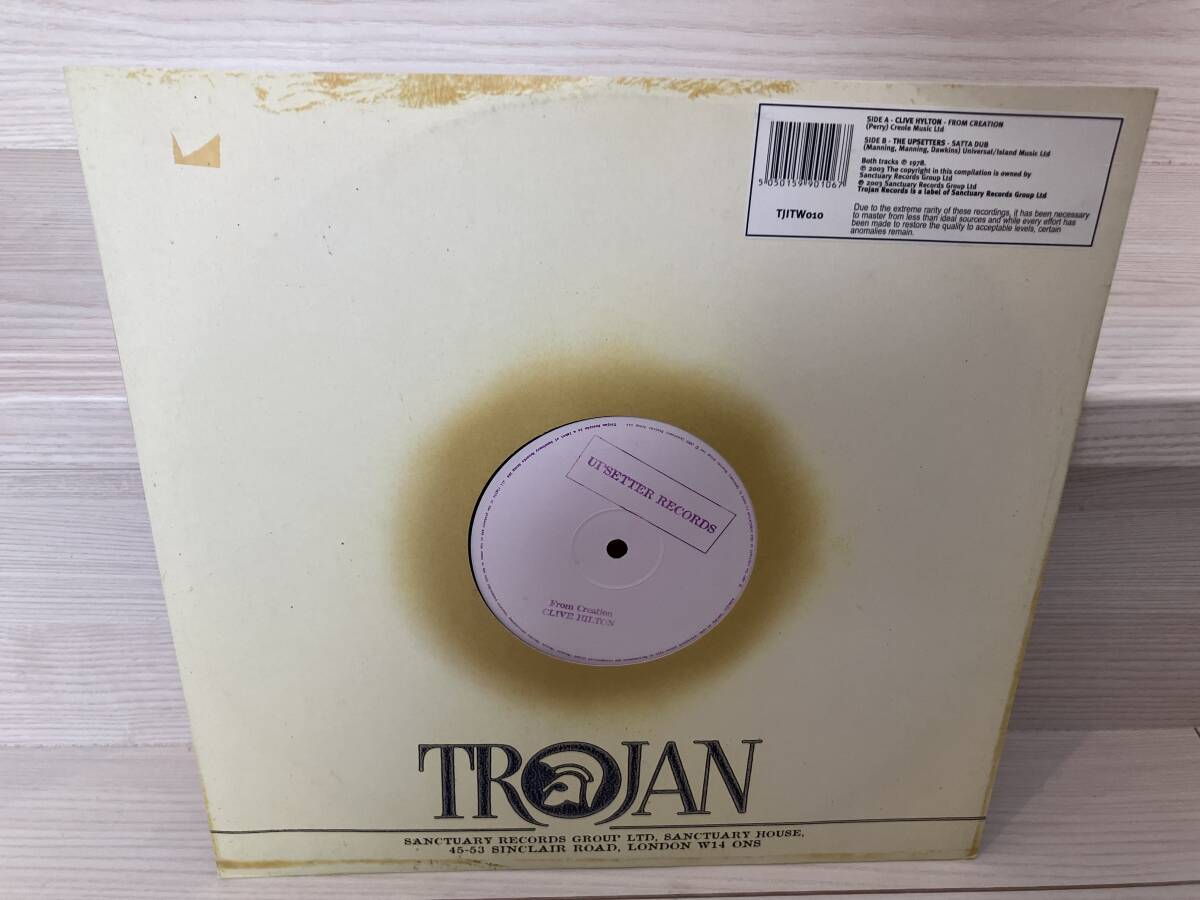 SIDE A - CLIVE HYLTON - FROM CREATION
(Perry) Creole Music Ltd
SIDE B - THE UPSETTERS - SATTA DUB
(Manning, Manning, Dawkins) Universal/Island Music Ltd
Both tracks ℗ 1978.
℗ 2003 The copyright in this compilation is owned by
Sanctuary Records Group Ltd
© 2003 Sanctuary Records Group Ltd
Trojan Records is a label of Sanctuary Records Group Ltd
5 050159 901067
TJITW010
Due to the extreme rarity of these recordings, it has been necessary
to master from less than ideal sources and while every effort has
been made to restore the quality to acceptable levels, certain
anomalies remain.
UPSETTER RECORDS
From Creation
CLIVE HILTON
TROJAN
SANCTUARY RECORDS GROUP LTD, SANCTUARY HOUSE,
45-53 SINCLAIR ROAD, LONDON W14 ONS